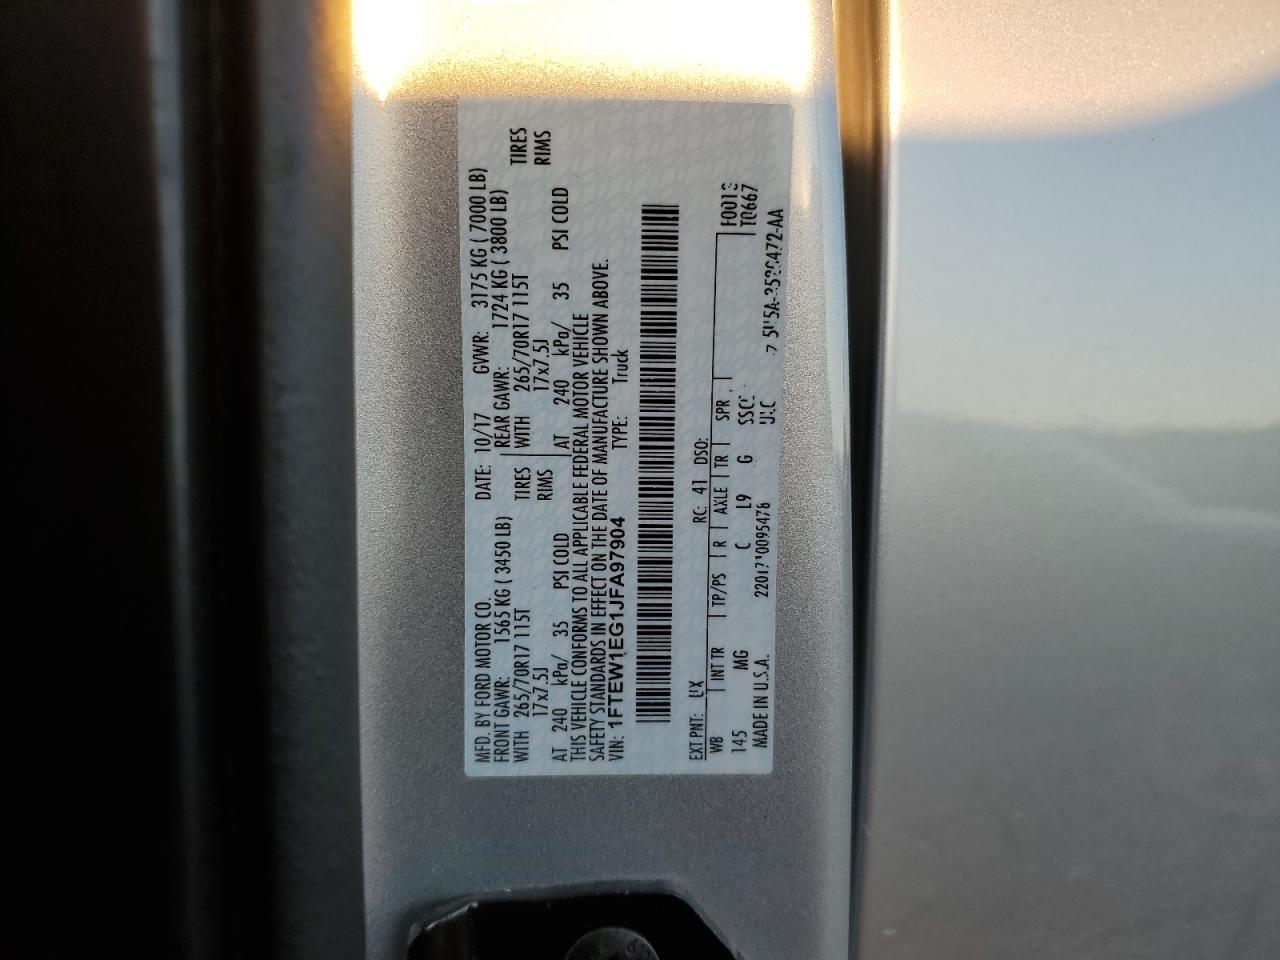 MFD. BY FORD MOTOR CO. DATE: 10/17 GVWR: 3175 KG ( 7000 LB)
FRONT GAWR: 1565 KG ( 3450 LB) REAR GAWR: 1724 KG ( 3800 LB)
WITH 265/70R17 115T TIRES WITH 265/70R17 115T TIRES
17x7.5J RIMS 17x7.5J RIMS
AT 240 kPa/ 35 PSI COLD AT 240 kPa/ 35 PSI COLD
THIS VEHICLE CONFORMS TO ALL APPLICABLE FEDERAL MOTOR VEHICLE
SAFETY STANDARDS IN EFFECT ON THE DATE OF MANUFACTURE SHOWN ABOVE.
VIN: 1FTEW1EG1JFA97904 TYPE: Truck
EXT PNT: UX RC: 41 DSO:
WB INT TR TP/PS R AXLE TR SPR
145 MG C L9 G
MADE IN U.S.A.
T0667